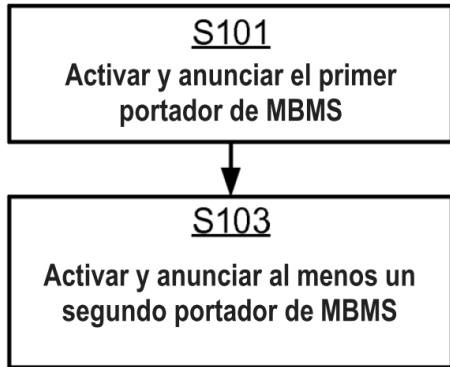 S101
Activar y anunciar el primer
portador de MBMS
S103
Activar y anunciar al menos un
segundo portador de MBMS